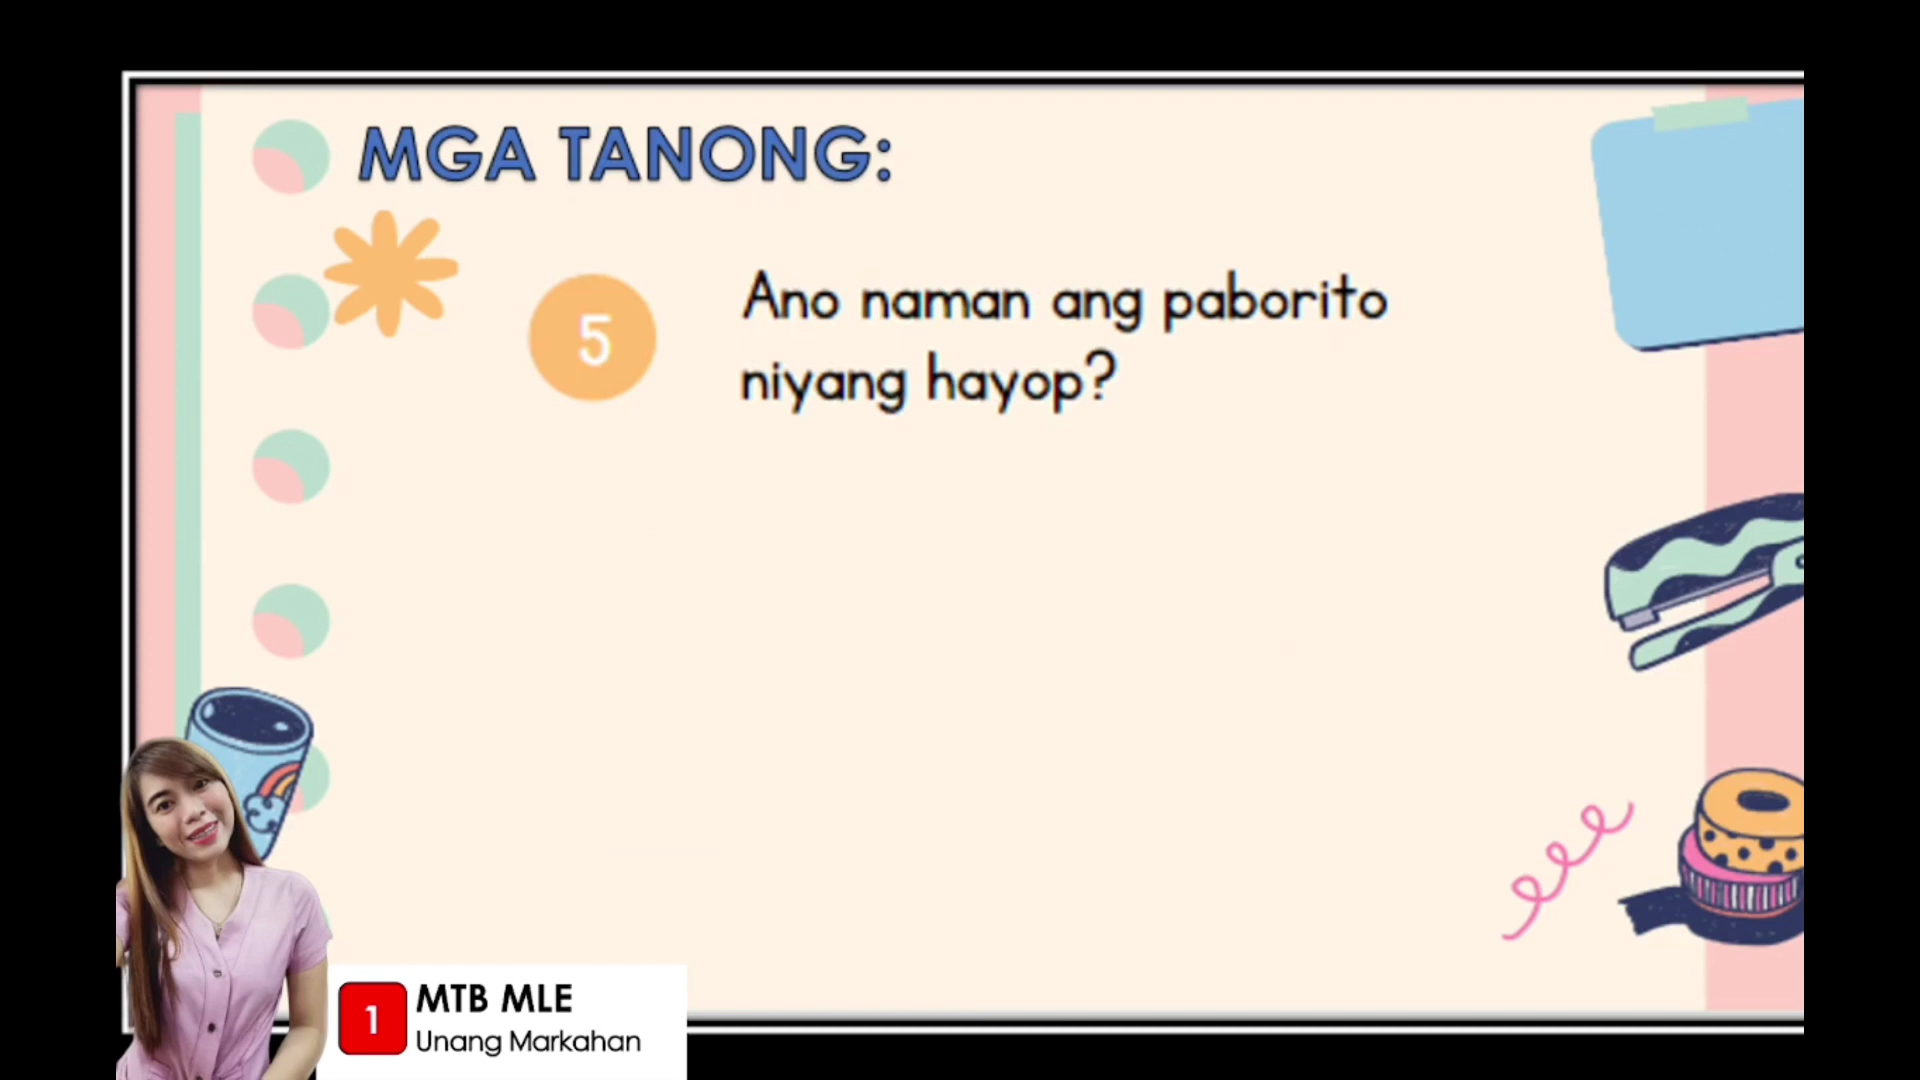 MGA TANONG:
5
Ano naman ang paborito
niyang hayop?
1
MTB MLE
Unang Markahan